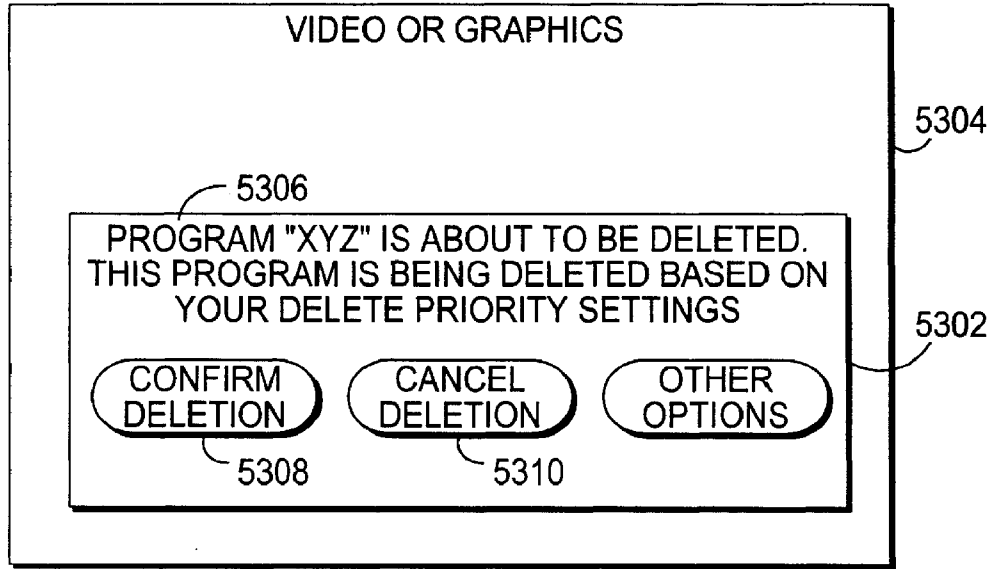 VIDEO OR GRAPHICS
5304
5306
PROGRAM "XYZ" IS ABOUT TO BE DELETED.
THIS PROGRAM IS BEING DELETED BASED ON
YOUR DELETE PRIORITY SETTINGS
5302
CONFIRM
DELETION
CANCEL
DELETION
OTHER
OPTIONS
5308
5310